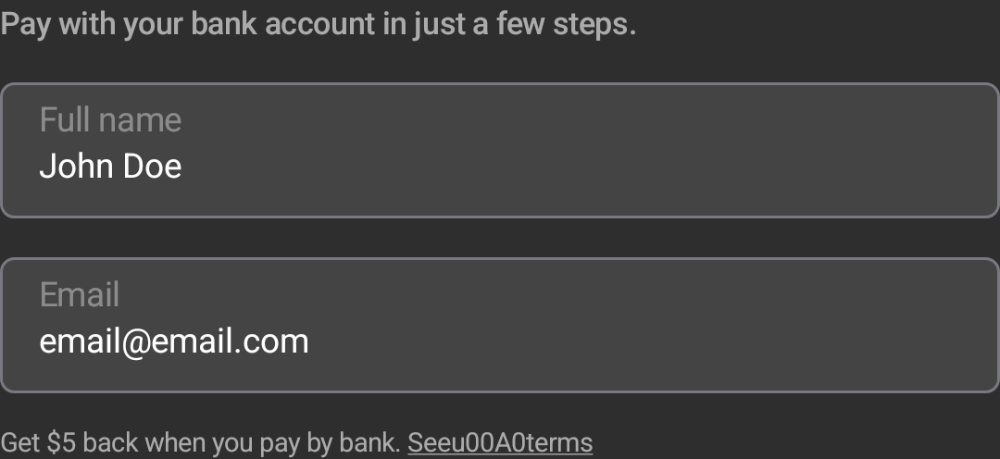 Pay with your bank account in just a few steps.
Full name
John Doe
Email
email@email.com
Get $5 back when you pay by bank. Seeu00A0terms